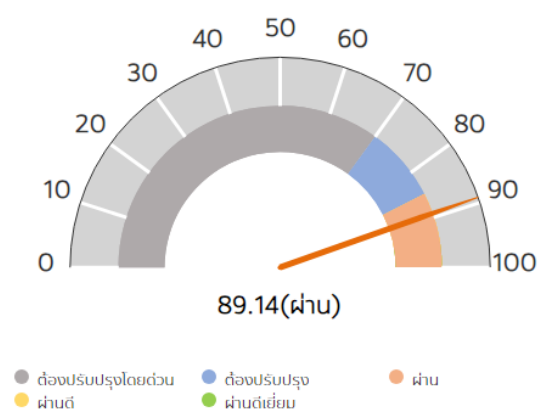 50
40
60
30
70
20
80
10
90
0
100
89.14(ผ่าน)
ต้องปรับปรุงโดยด่วน
ต้องปรับปรุง
ผ่าน
ผ่านดี
ผ่านดีเยี่ยม